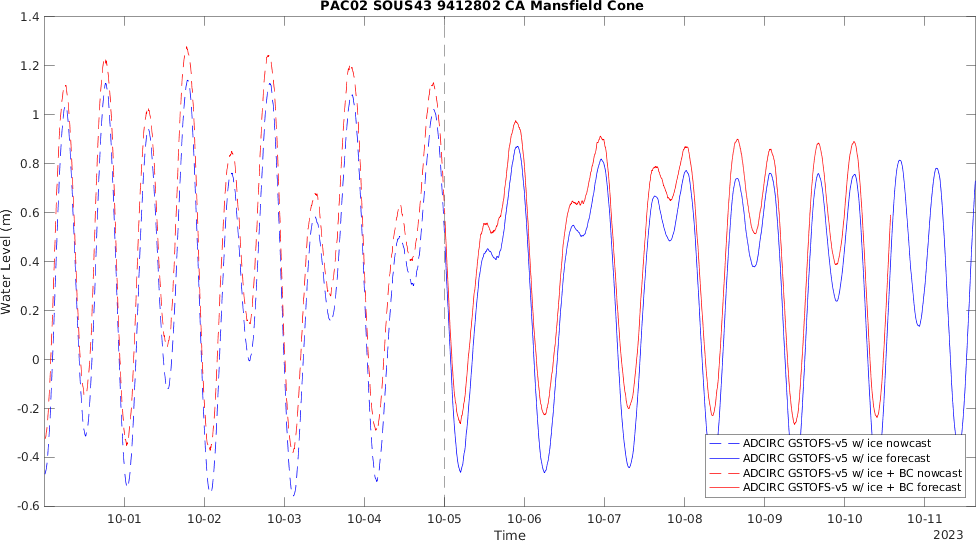 PAC02 SOUS43 9412802 CA Mansfield Cone
1.4
1.2
1
0.8
0.6
0.4
0.2
0
-0.2
-0.4
-0.6
Water Level (m)
ADCIRC GSTOFS-v5 w/ ice nowcast
ADCIRC GSTOFS-v5 w/ ice forecast
ADCIRC GSTOFS-v5 w/ ice + BC nowcast
ADCIRC GSTOFS-v5 w/ ice + BC forecast
10-01 10-02 10-03 10-04 10-05 10-06 10-07 10-08 10-09 10-10 10-11
Time
2023